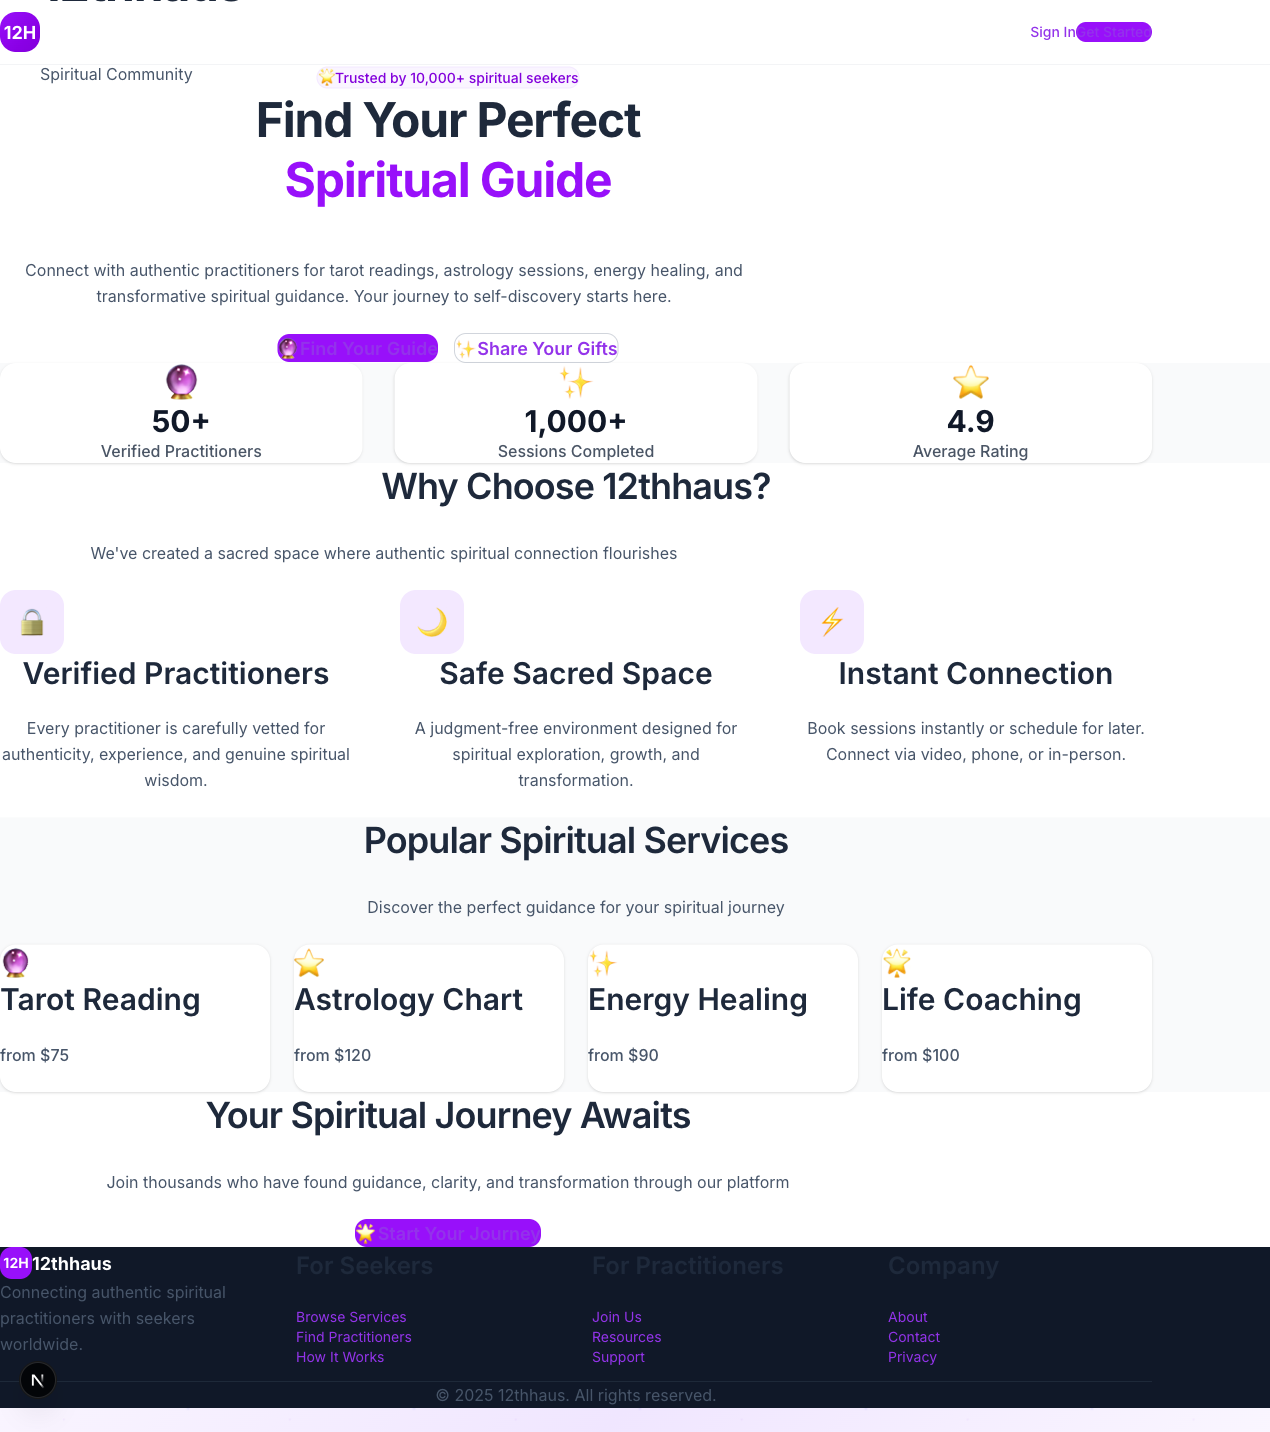 12thhaus
12H
Sign In
Get Started
Spiritual Community
Trusted by 10,000+ spiritual seekers
Find Your Perfect
Spiritual Guide
Connect with authentic practitioners for tarot readings, astrology sessions, energy healing, and
transformative spiritual guidance. Your journey to self-discovery starts here.
Find Your Guide
Share Your Gifts
50+
Verified Practitioners
1,000+
Sessions Completed
4.9
Average Rating
Why Choose 12thhaus?
We've created a sacred space where authentic spiritual connection flourishes
Verified Practitioners
Every practitioner is carefully vetted for
authenticity, experience, and genuine spiritual
wisdom.
Safe Sacred Space
A judgment-free environment designed for
spiritual exploration, growth, and
transformation.
Instant Connection
Book sessions instantly or schedule for later.
Connect via video, phone, or in-person.
Popular Spiritual Services
Discover the perfect guidance for your spiritual journey
Tarot Reading
from $75
Astrology Chart
from $120
Energy Healing
from $90
Life Coaching
from $100
Your Spiritual Journey Awaits
Join thousands who have found guidance, clarity, and transformation through our platform
Start Your Journey
12H 12thhaus
Connecting authentic spiritual
practitioners with seekers
worldwide.
For Seekers
Browse Services
Find Practitioners
How It Works
For Practitioners
Join Us
Resources
Support
Company
About
Contact
Privacy
N
© 2025 12thhaus. All rights reserved.